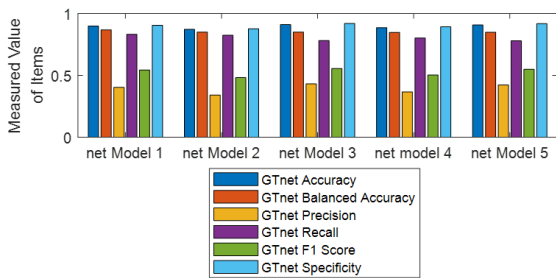 Measured Value
of Items
1
0.5
0
net Model 1
net Model 2
net Model 3
net model 4
net Model 5
GTnet Accuracy
GTnet Balanced Accuracy
GTnet Precision
GTnet Recall
GTnet F1 Score
GTnet Specificity